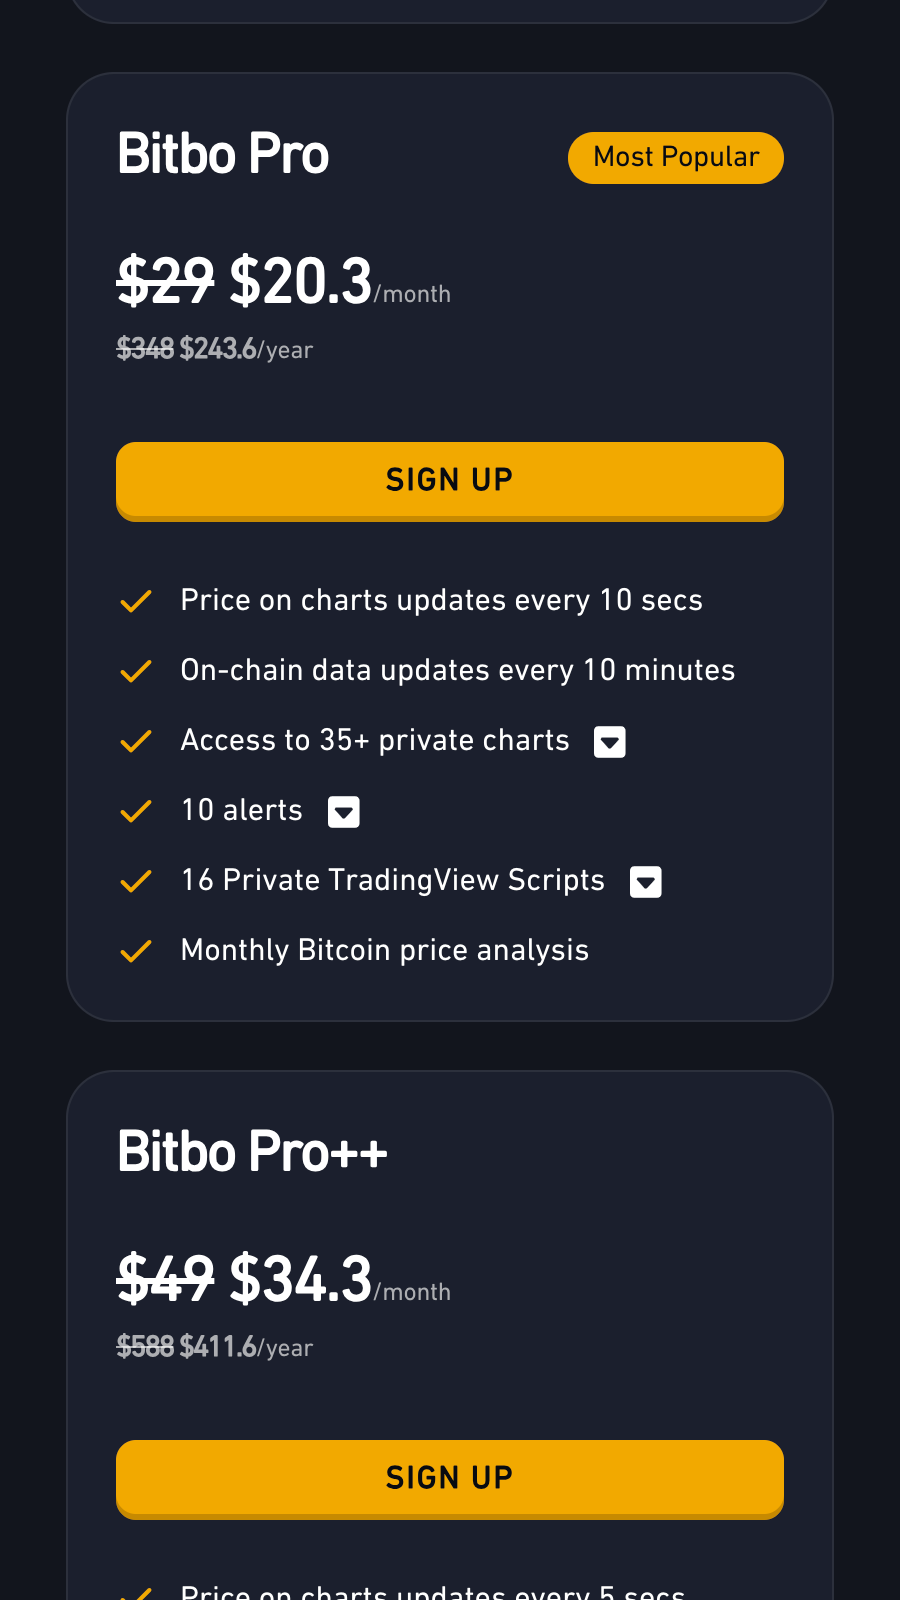 Bitbo Pro
Most Popular
$29 $20.3/month
$348 $243.6/year
SIGN UP
Price on charts updates every 10 secs
On-chain data updates every 10 minutes
Access to 35+ private charts
10 alerts
16 Private TradingView Scripts
Monthly Bitcoin price analysis
Bitbo Pro++
$49 $34.3/month
$588 $411.6/year
SIGN UP
Price on charts updates every 5 secs